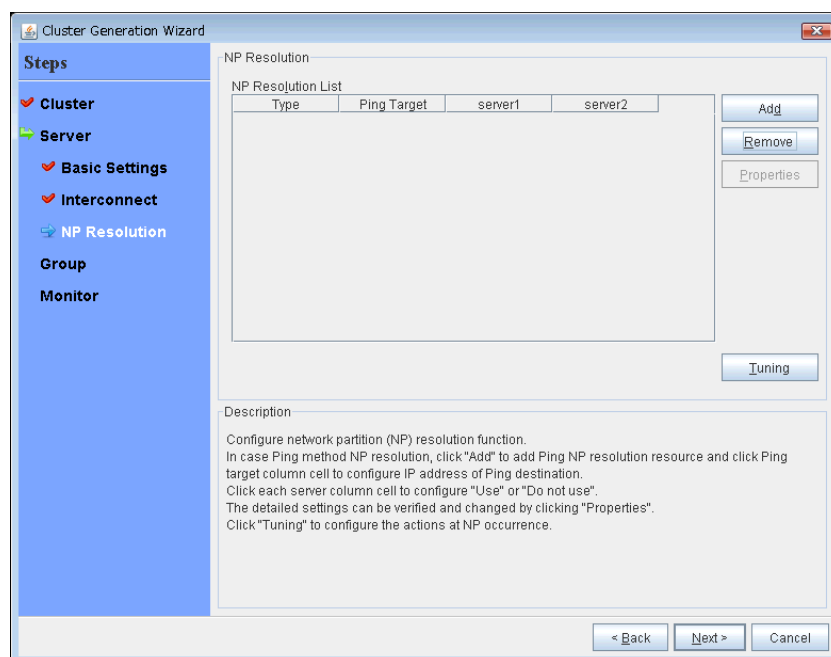 Cluster Generation Wizard
Steps
Cluster
Server
Basic Settings
Interconnect
NP Resolution
Group
Monitor
NP Resolution
NP Resolution List
Type Ping Target server1 server2
Add
Remove
Properties
Tuning
Description
Configure network partition (NP) resolution function.
In case Ping method NP resolution, click "Add" to add Ping NP resolution resource and click Ping
target column cell to configure IP address of Ping destination.
Click each server column cell to configure "Use" or "Do not use".
The detailed settings can be verified and changed by clicking "Properties".
Click "Tuning" to configure the actions at NP occurrence.
< Back Next > Cancel